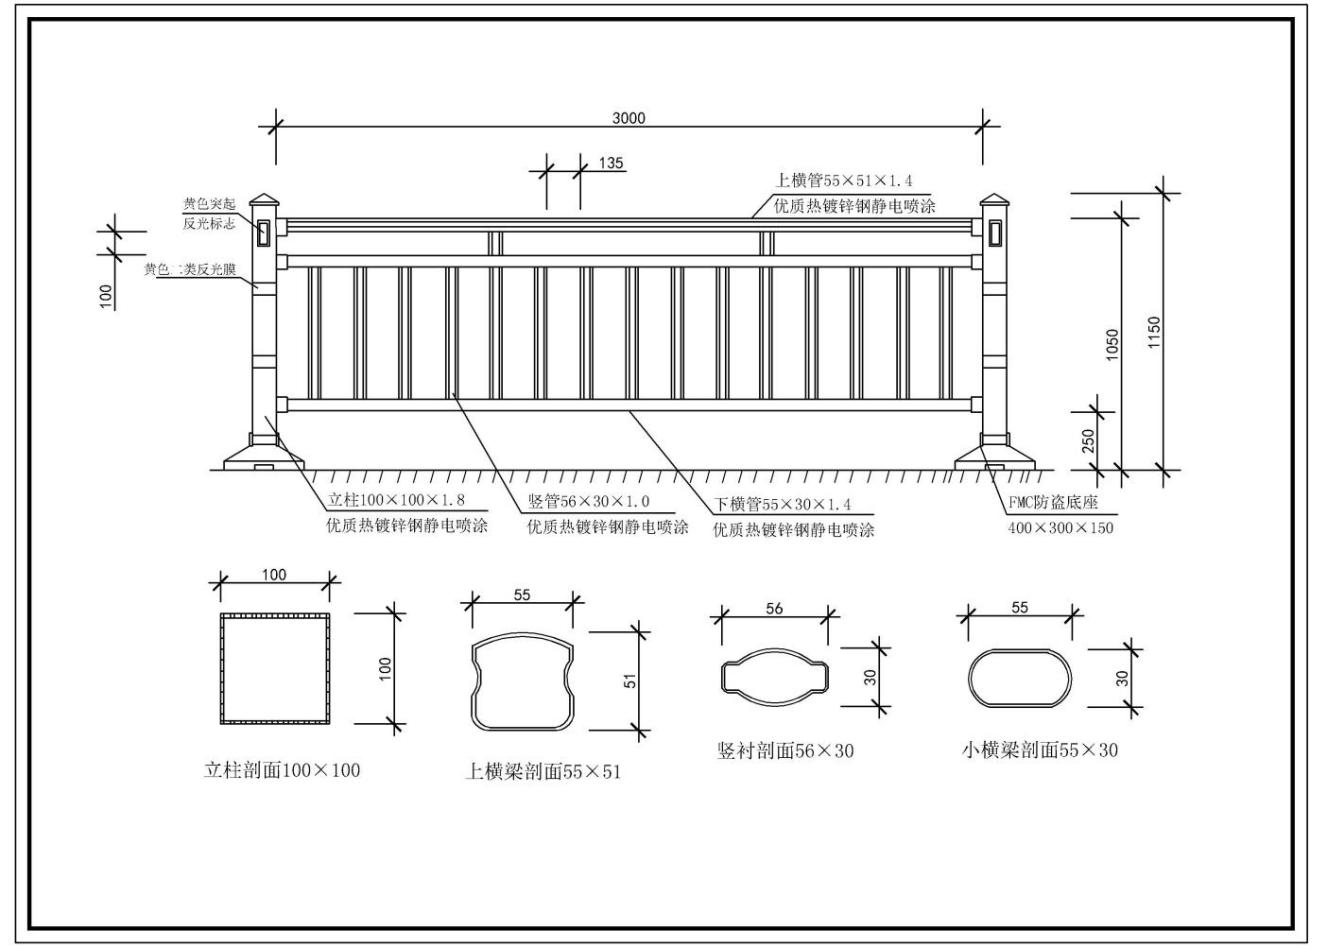 3000
135
上横管55×51×1.4
优质热镀锌钢静电喷涂
黄色突起
反光标志
黄色二类反光膜
100
1050
1150
250
立柱100×100×1.8
优质热镀锌钢静电喷涂
竖管56×30×1.0
优质热镀锌钢静电喷涂
下横管55×30×1.4
优质热镀锌钢静电喷涂
FMC防盗底座
400×300×150
100
100
立柱剖面100×100
55
51
上横梁剖面55×51
56
30
竖衬剖面56×30
55
30
小横梁剖面55×30